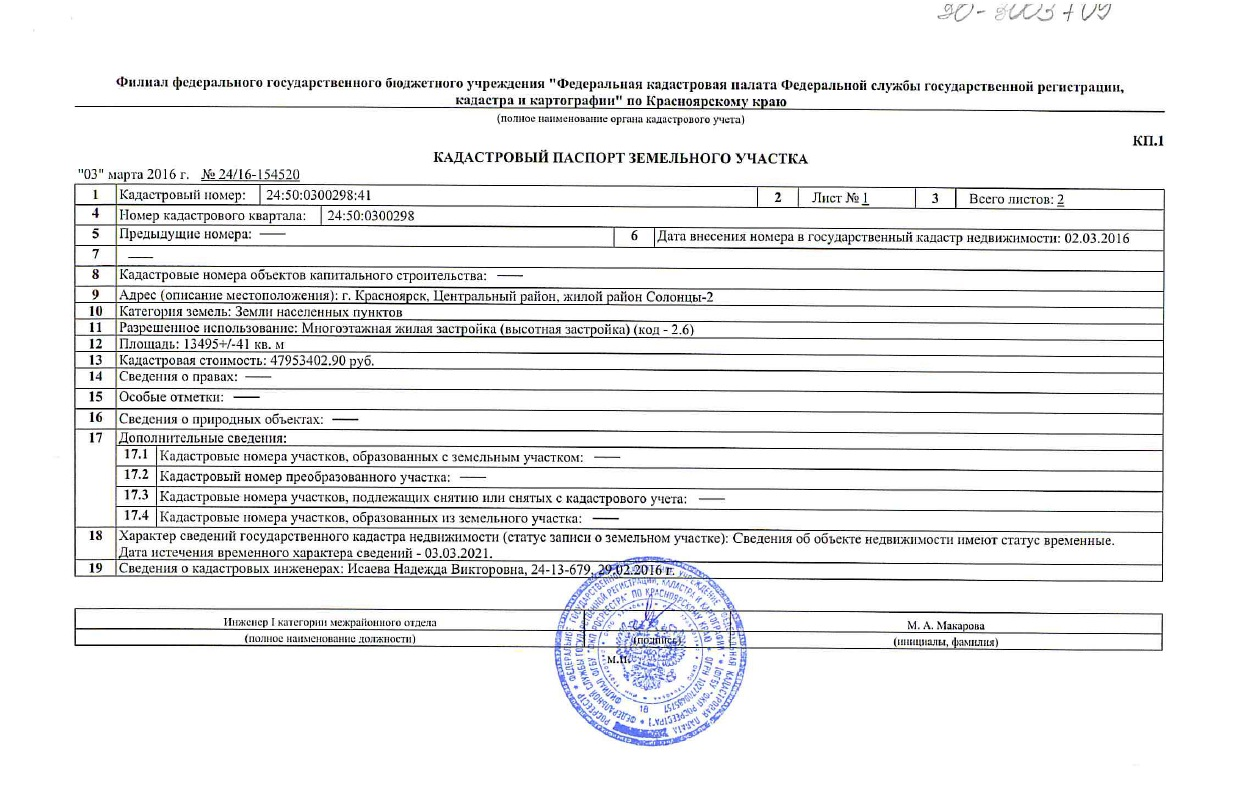 Филиал федерального государственного бюджетного учреждения "Федеральная кадастровая палата Федеральной службы государственной регистрации,
кадастра и картографии" по Красноярскому краю
(полное наименование органа кадастрового учета)
КП.1
КАДАСТРОВЫЙ ПАСПОРТ ЗЕМЕЛЬНОГО УЧАСТКА
"03" марта 2016 г. № 24/16-154520
1 Кадастровый номер: 24:50:0300298:41 2 Лист № 1 3 Всего листов: 2
4 Номер кадастрового квартала: 24:50:0300298
5 Предыдущие номера: —— 6 Дата внесения номера в государственный кадастр недвижимости: 02.03.2016
7 ——
8 Кадастровые номера объектов капитального строительства: ——
9 Адрес (описание местоположения): г. Красноярск, Центральный район, жилой район Солонцы-2
10 Категория земель: Земли населенных пунктов
11 Разрешенное использование: Многоэтажная жилая застройка (высотная застройка) (код - 2.6)
12 Площадь: 13495+/-41 кв. м
13 Кадастровая стоимость: 47953402.90 руб.
14 Сведения о правах: ——
15 Особые отметки: ——
16 Сведения о природных объектах: ——
17 Дополнительные сведения:
17.1 Кадастровые номера участков, образованных с земельным участком: ——
17.2 Кадастровый номер преобразованного участка: ——
17.3 Кадастровые номера участков, подлежащих снятию или снятых с кадастрового учета: ——
17.4 Кадастровые номера участков, образованных из земельного участка: ——
18 Характер сведений государственного кадастра недвижимости (статус записи о земельном участке): Сведения об объекте недвижимости имеют статус временные.
Дата истечения временного характера сведений - 03.03.2021.
19 Сведения о кадастровых инженерах: Исаева Надежда Викторовна, 24-13-679, 29.02.2016 г.
Инженер I категории межрайонного отдела М. А. Макарова
(полное наименование должности) (подпись) (инициалы, фамилия)
М.П.